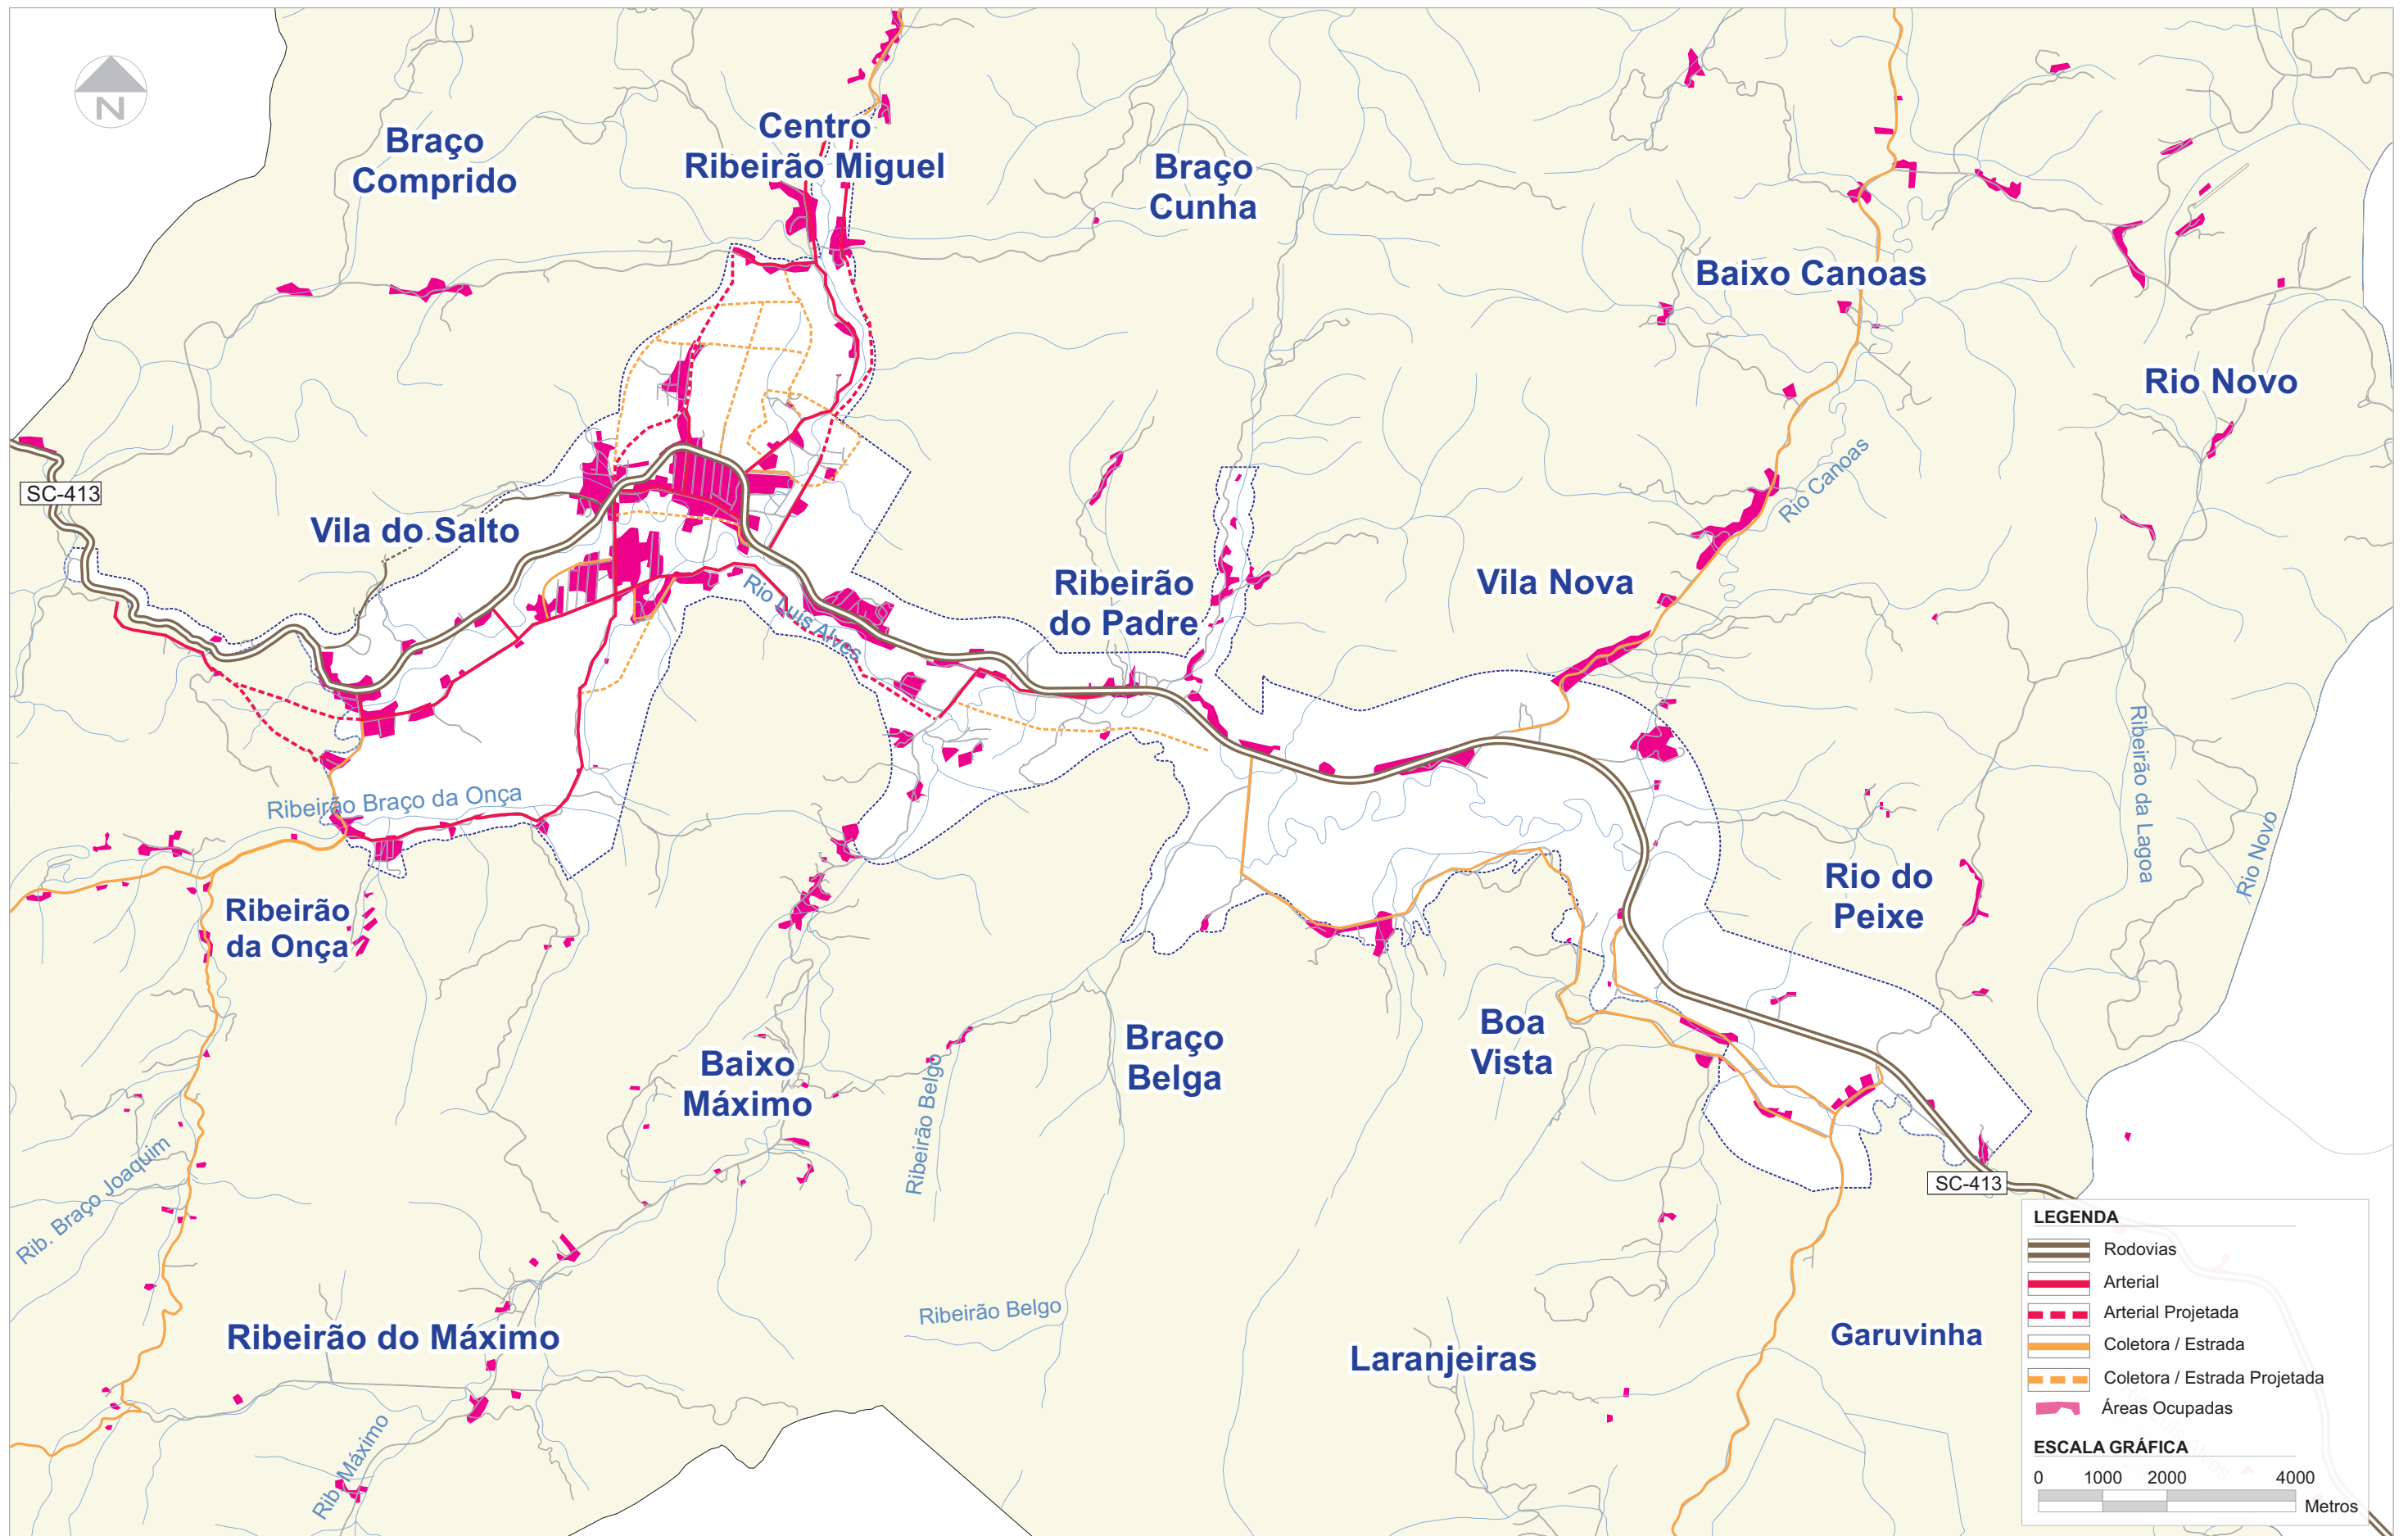 N
Braço
Comprido
Centro
Ribeirão Miguel
Braço
Cunha
Baixo Canoas
Rio Novo
Rio Canoas
SC-413
Vila do Salto
Rio Luis Alves
Ribeirão
do Padre
Vila Nova
Ribeirão da Lagoa
Rio Novo
Ribeirão Braço da Onça
Ribeirão
da Onça
Rio do
Peixe
Baixo
Máximo
Ribeirão Belgo
Braço
Belga
Boa
Vista
Rib. Braço Joaquim
SC-413
Ribeirão Belgo
Ribeirão do Máximo
Laranjeiras
Garuvinha
Rib. Máximo
LEGENDA
Rodovias
Arterial
Arterial Projetada
Coletora / Estrada
Coletora / Estrada Projetada
Áreas Ocupadas
ESCALA GRÁFICA
0 1000 2000 4000
Metros